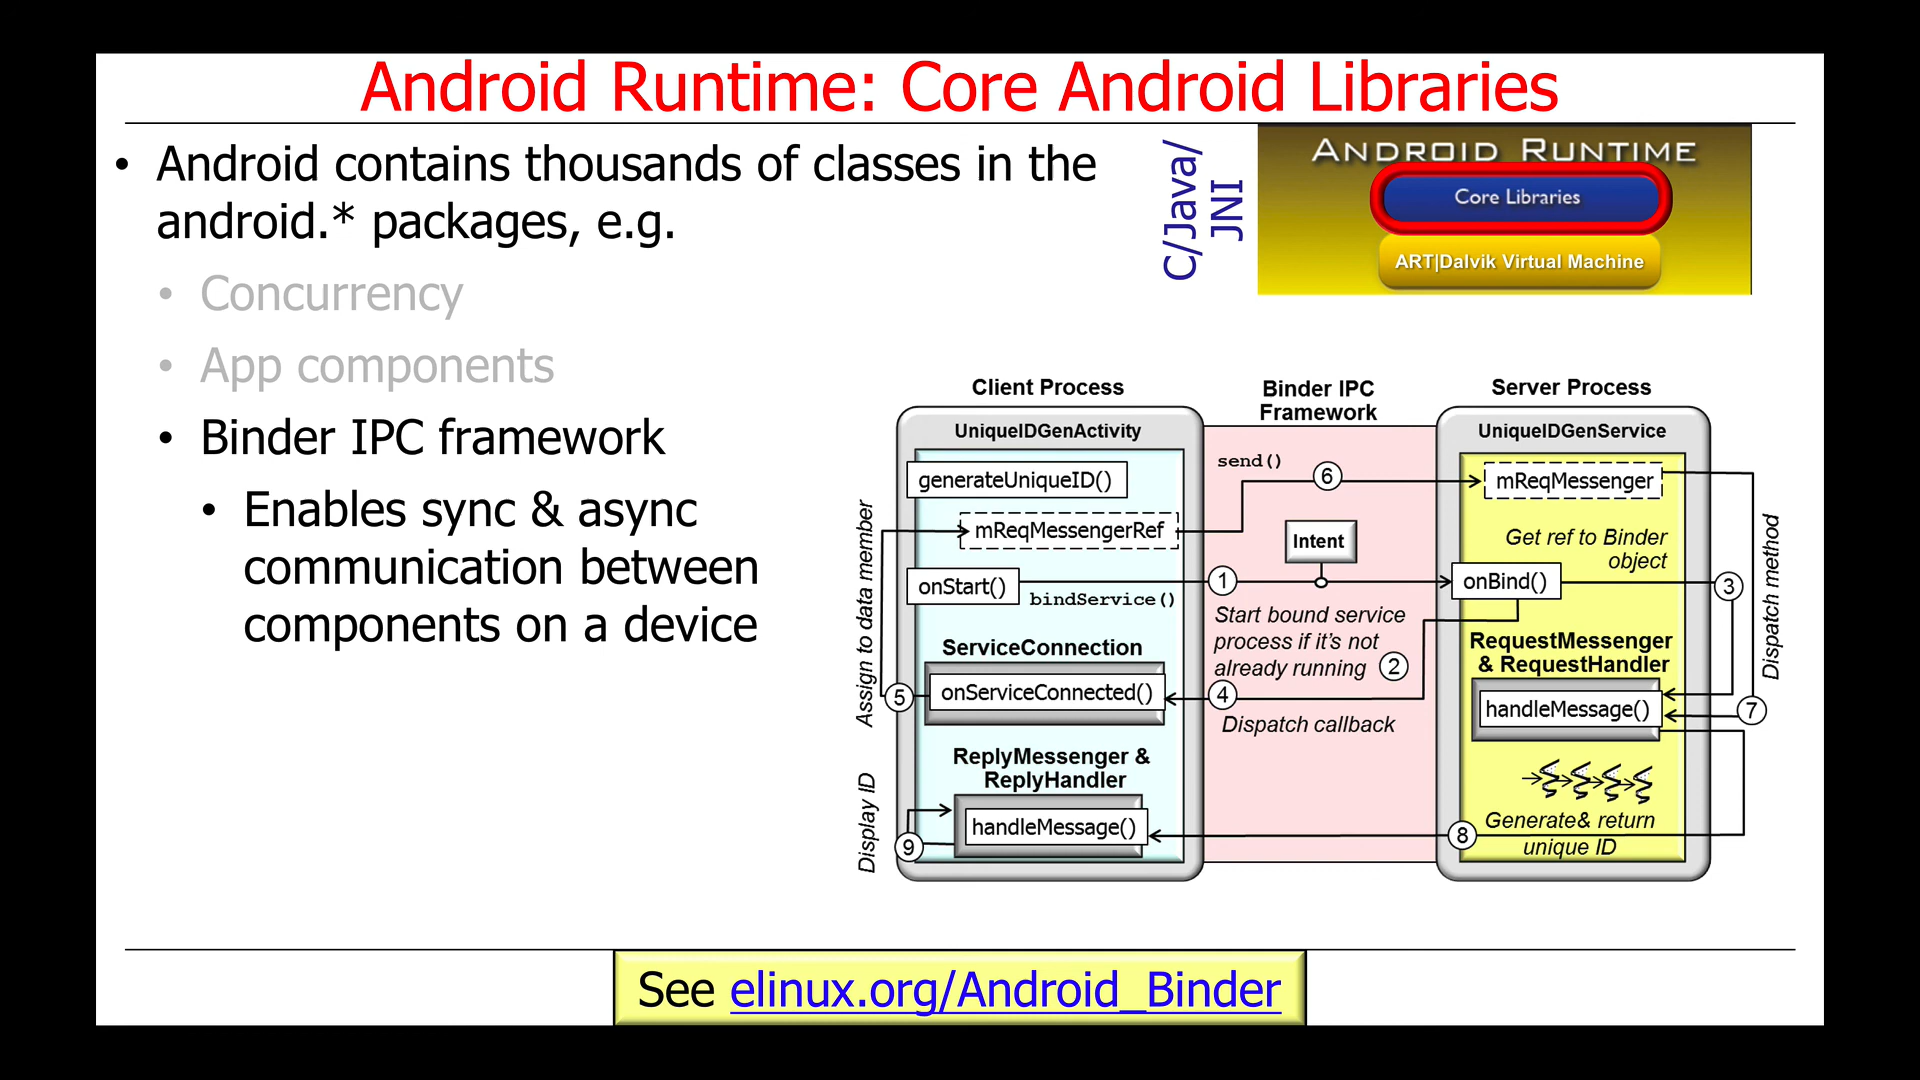 Android Runtime: Core Android Libraries
• Android contains thousands of classes in the
android.* packages, e.g.
• Concurrency
• App components
• Binder IPC framework
• Enables sync & async
communication between
components on a device
C/Java/
JNI
ANDROID RUNTIME
Core Libraries
ART|Dalvik Virtual Machine
Client Process
UniqueIDGenActivity
generateUniqueID()
mReqMessengerRef
onStart()
bindService()
ServiceConnection
onServiceConnected()
ReplyMessenger &
ReplyHandler
handleMessage()
Assign to data member
5
Display ID
9
Binder IPC
Framework
send()
6
Intent
1
Start bound service
process if it's not
already running 2
4
Dispatch callback
Server Process
UniqueIDGenService
mReqMessenger
Get ref to Binder
object
onBind()
3
RequestMessenger
& RequestHandler
handleMessage()
7
Dispatch method
8
Generate& return
unique ID
See elinux.org/Android_Binder